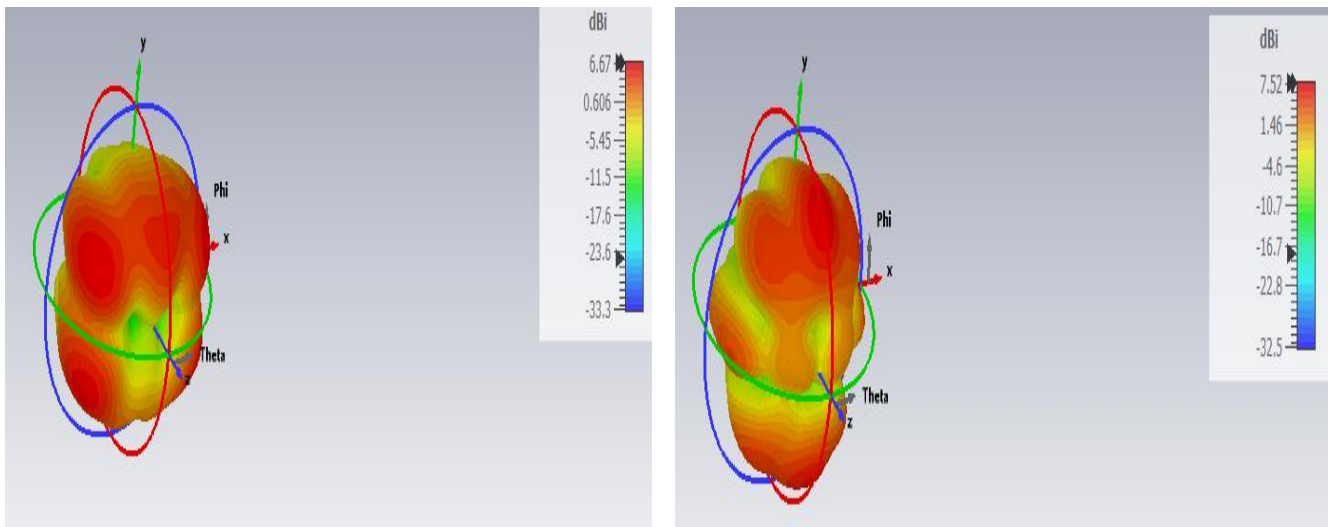 dBi
6.67
0.606
-5.45
-11.5
-17.6
-23.6
-33.3
y
Phi
x
Theta
z
dBi
7.52
1.46
-4.6
-10.7
-16.7
-22.8
-32.5
y
Phi
x
Theta
z